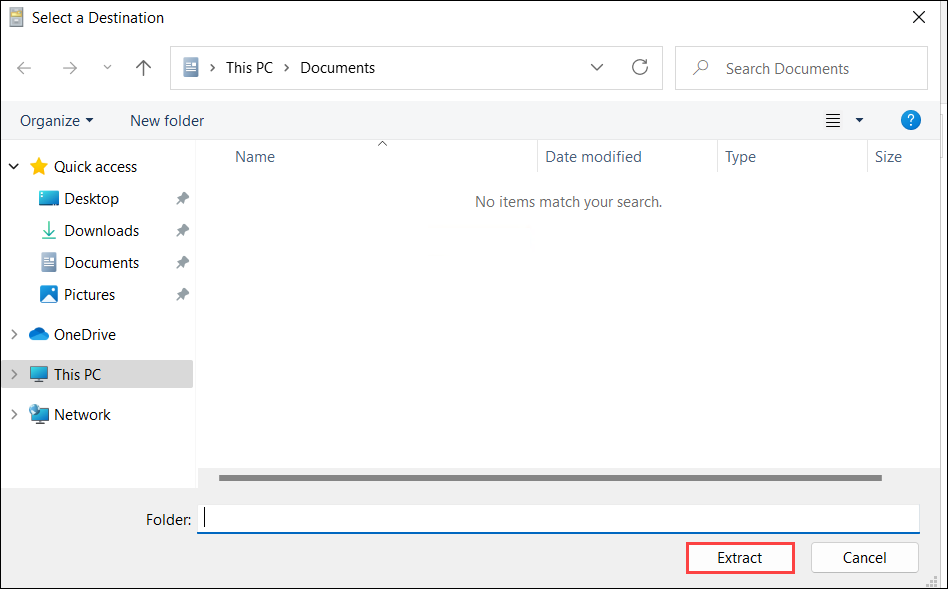 Select a Destination
This PC Documents
Search Documents
Organize New folder
?
Name Date modified Type Size
Quick access
No items match your search.
Desktop
Downloads
Documents
Pictures
OneDrive
This PC
Network
Folder:
Extract Cancel